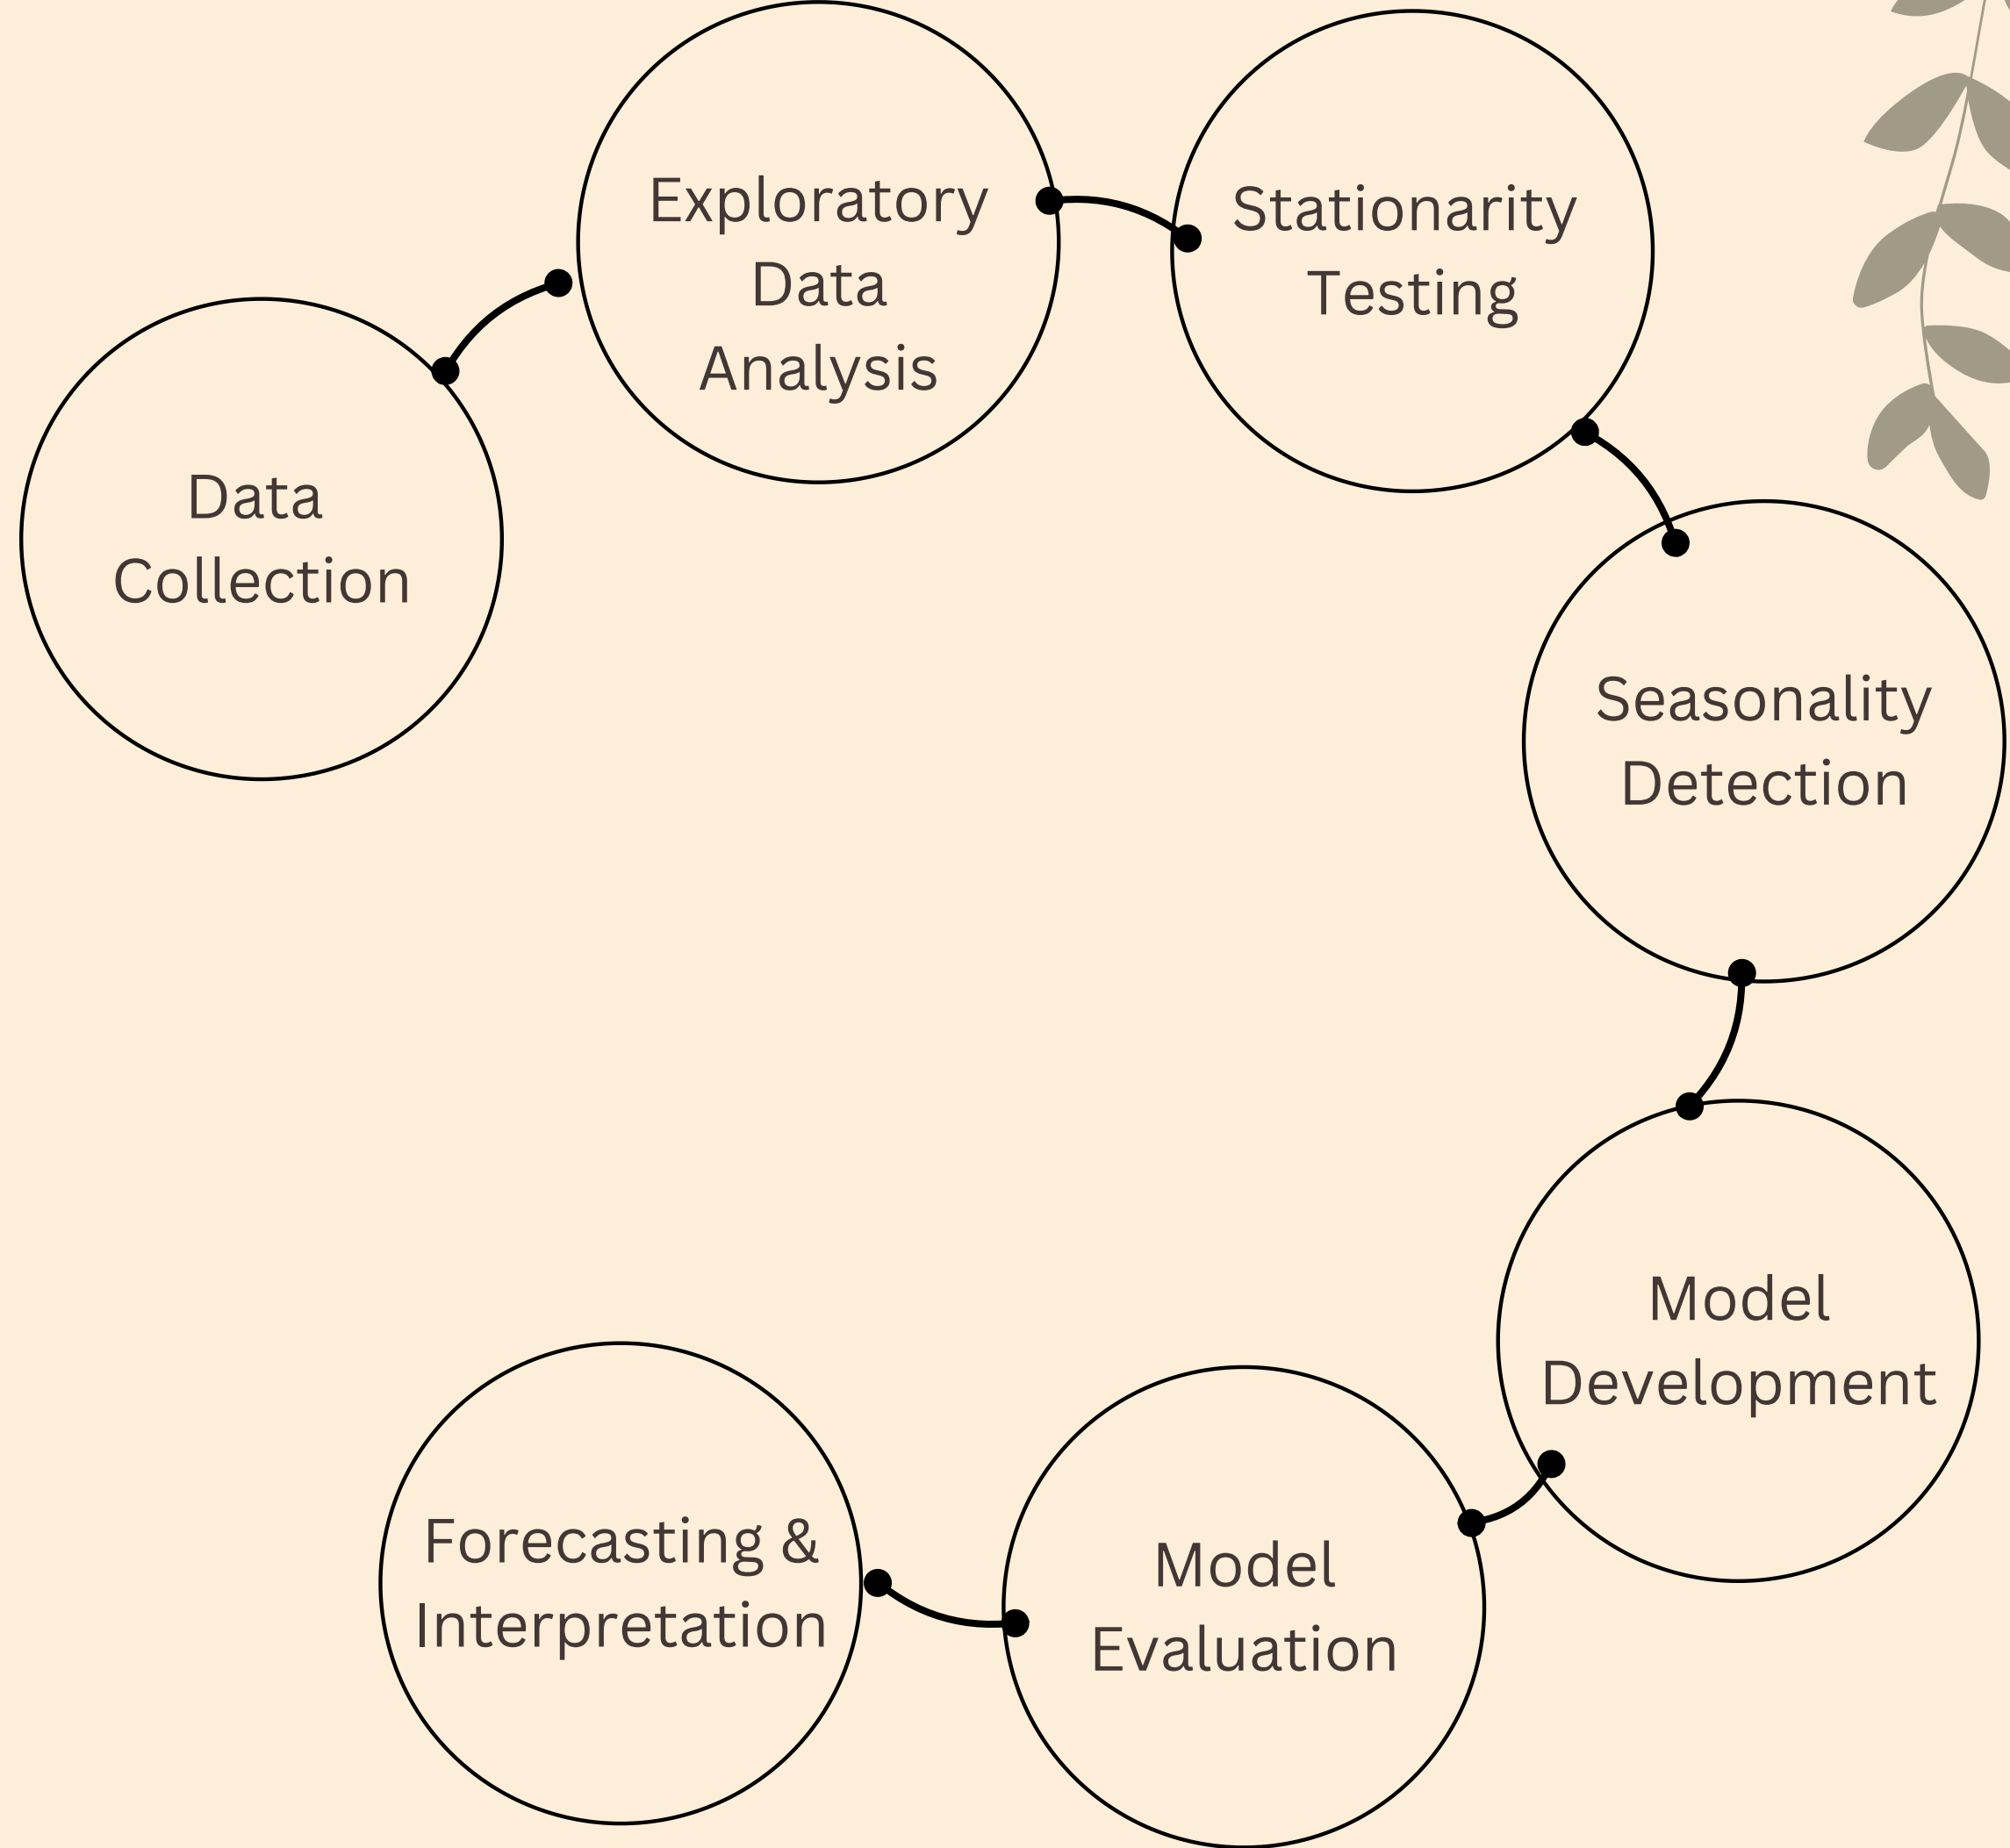 Data
Collection
Exploratory
Data
Analysis
Stationarity
Testing
Seasonality
Detection
Model
Development
Model
Evaluation
Forecasting &
Interpretation